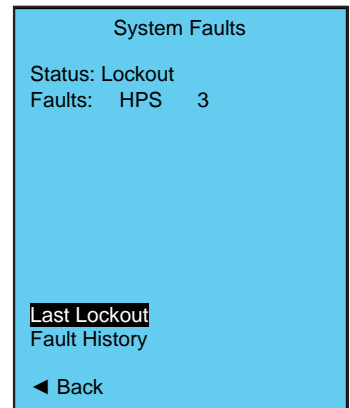 System Faults
Status: Lockout
Faults: HPS 3
Last Lockout
Fault History
◄ Back